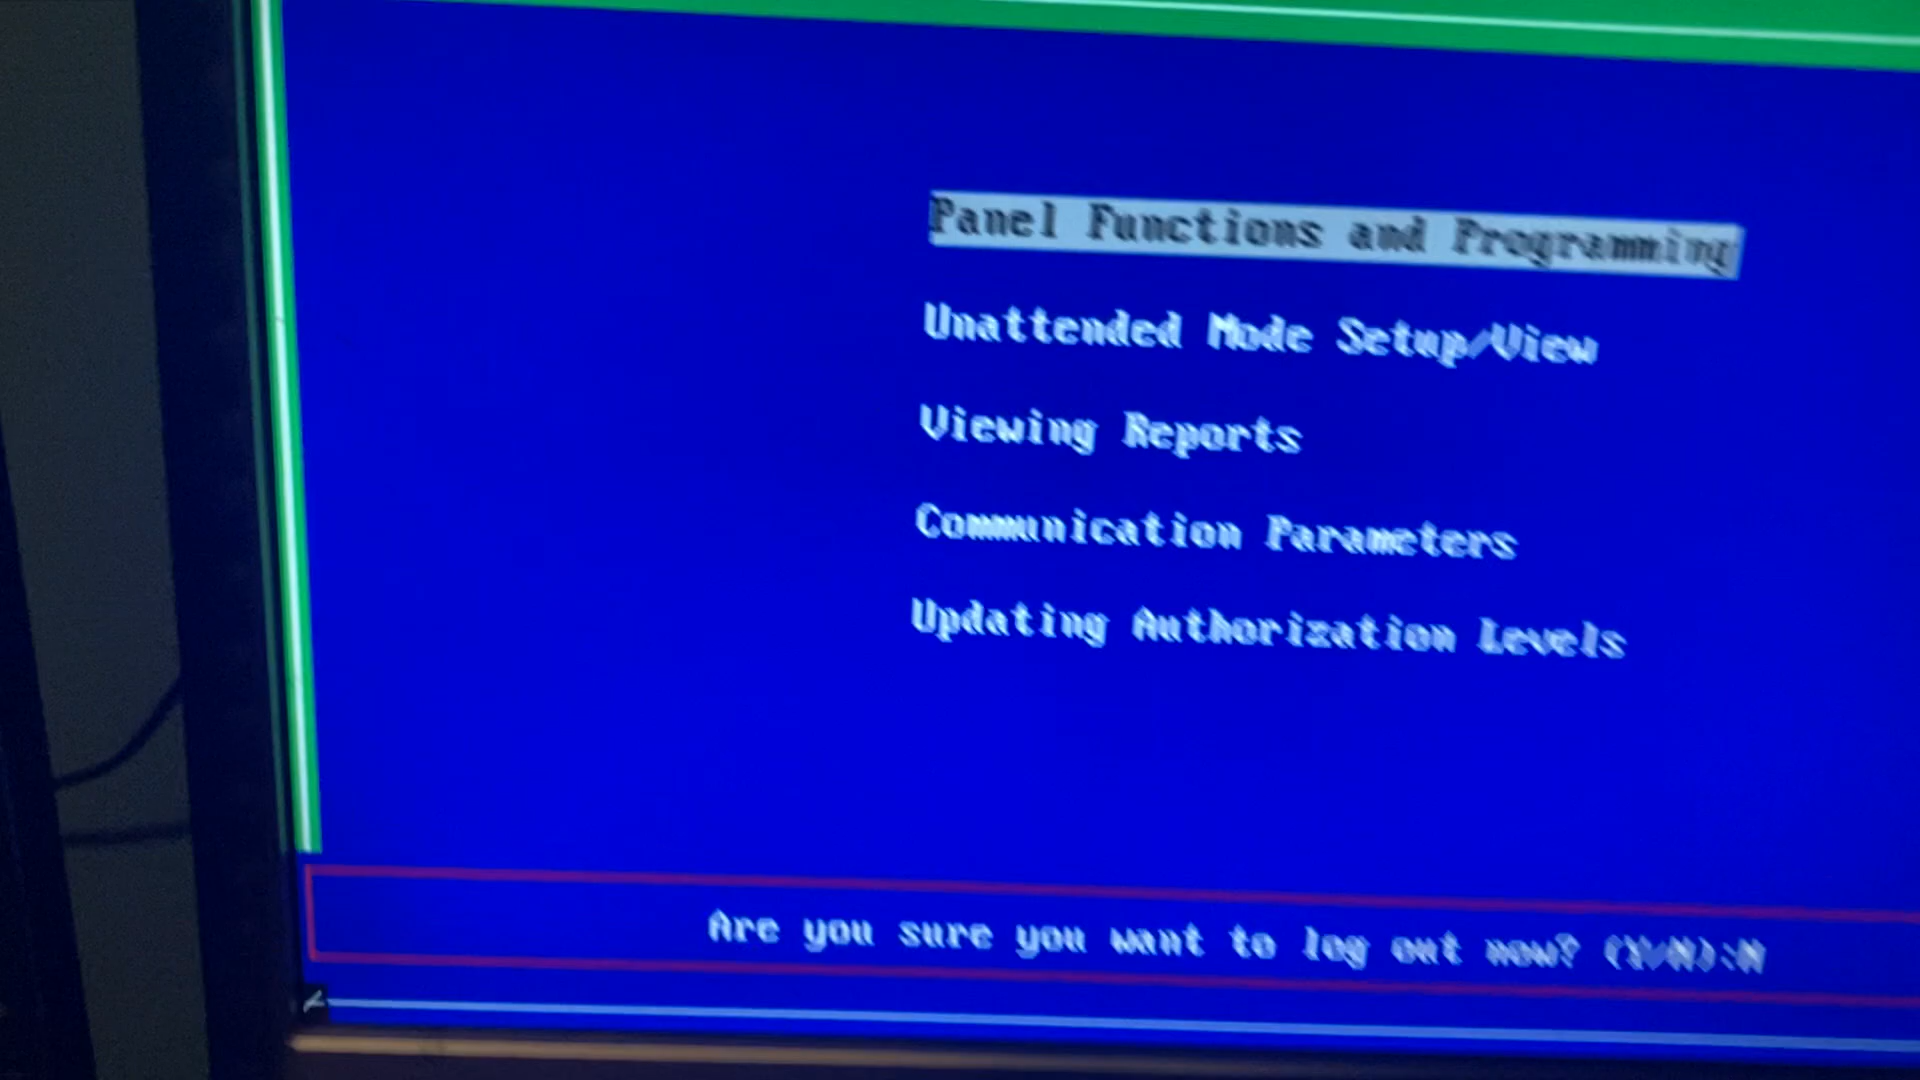 Panel Functions and Programming
Unattended Mode Setup/View
Viewing Reports
Communication Parameters
Updating Authorization Levels
Are you sure you want to log out now? (Y/N):N